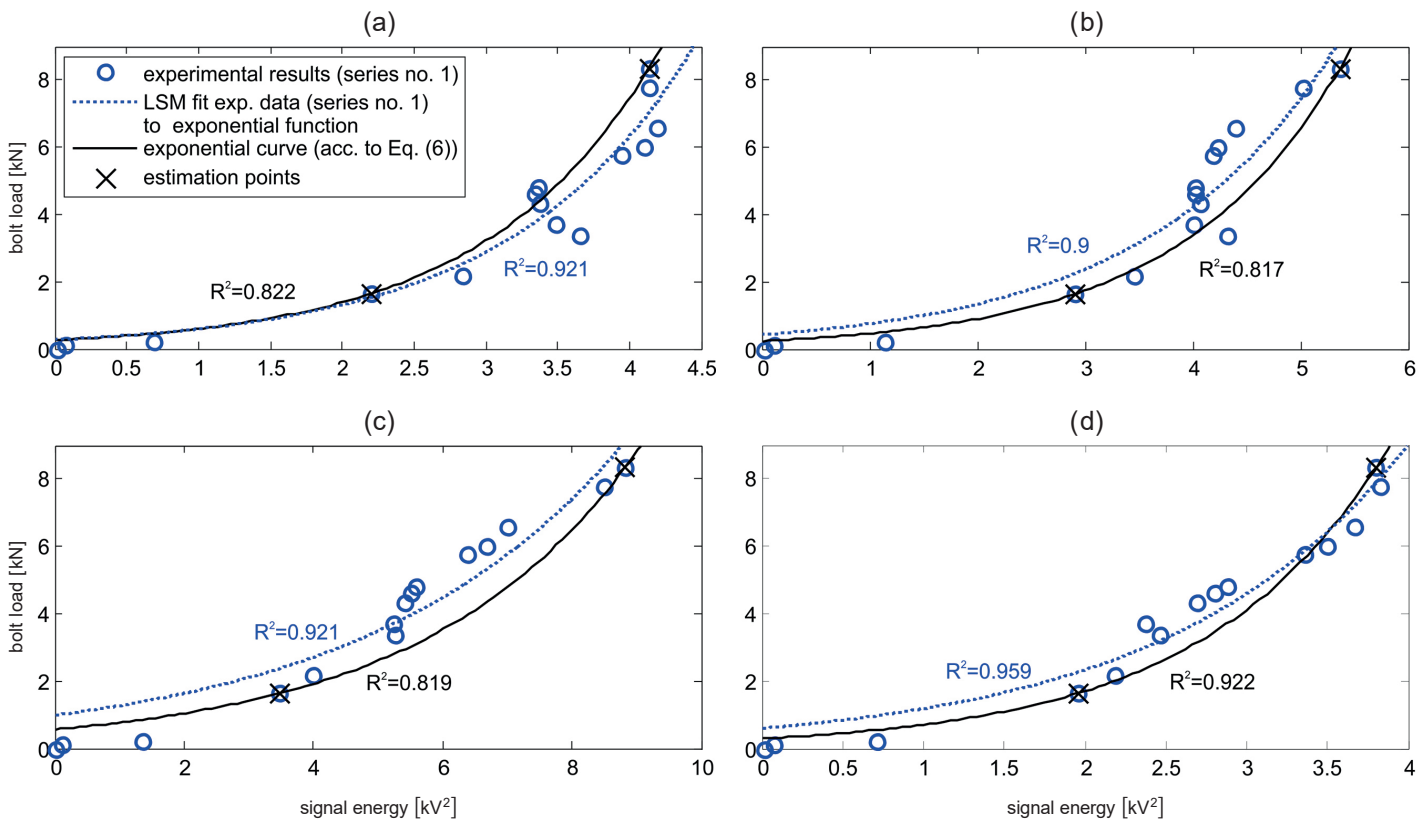 (a)
8
6
4
2
0
bolt load [kN]
experimental results (series no. 1)
LSM fit exp. data (series no. 1)
to exponential function
exponential curve (acc. to Eq. (6))
estimation points
R²=0.822
R²=0.921
0 0.5 1 1.5 2 2.5 3 3.5 4 4.5
(b)
8
6
4
2
0
R²=0.9
R²=0.817
0 1 2 3 4 5 6
(c)
8
6
4
2
0
bolt load [kN]
R²=0.921
R²=0.819
0 2 4 6 8 10
signal energy [kV²]
(d)
8
6
4
2
0
R²=0.959
R²=0.922
0 0.5 1 1.5 2 2.5 3 3.5 4
signal energy [kV²]